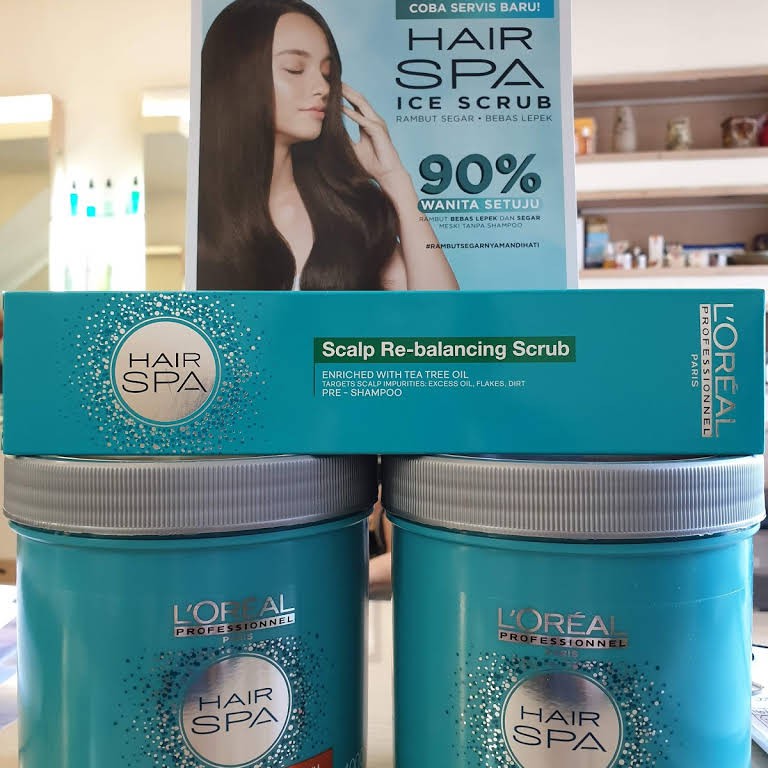 COBA SERVIS BARU!
HAIR
SPA
ICE SCRUB
RAMBUT SEGAR • BEBAS LEPEK
90%
WANITA SETUJU
RAMBUT BEBAS LEPEK DAN SEGAR
MESKI TANPA SHAMPOO
#RAMBUTSEGARNYAMANDIHATI
HAIR
SPA
Scalp Re-balancing Scrub
ENRICHED WITH TEA TREE OIL
TARGETS SCALP IMPURITIES: EXCESS OIL, FLAKES, DIRT
PRE - SHAMPOO
L'ORÉAL
PROFESSIONNEL
PARIS
L'ORÉAL
PROFESSIONNEL
PARIS
HAIR
SPA
L'ORÉAL
PROFESSIONNEL
PARIS
HAIR
SPA